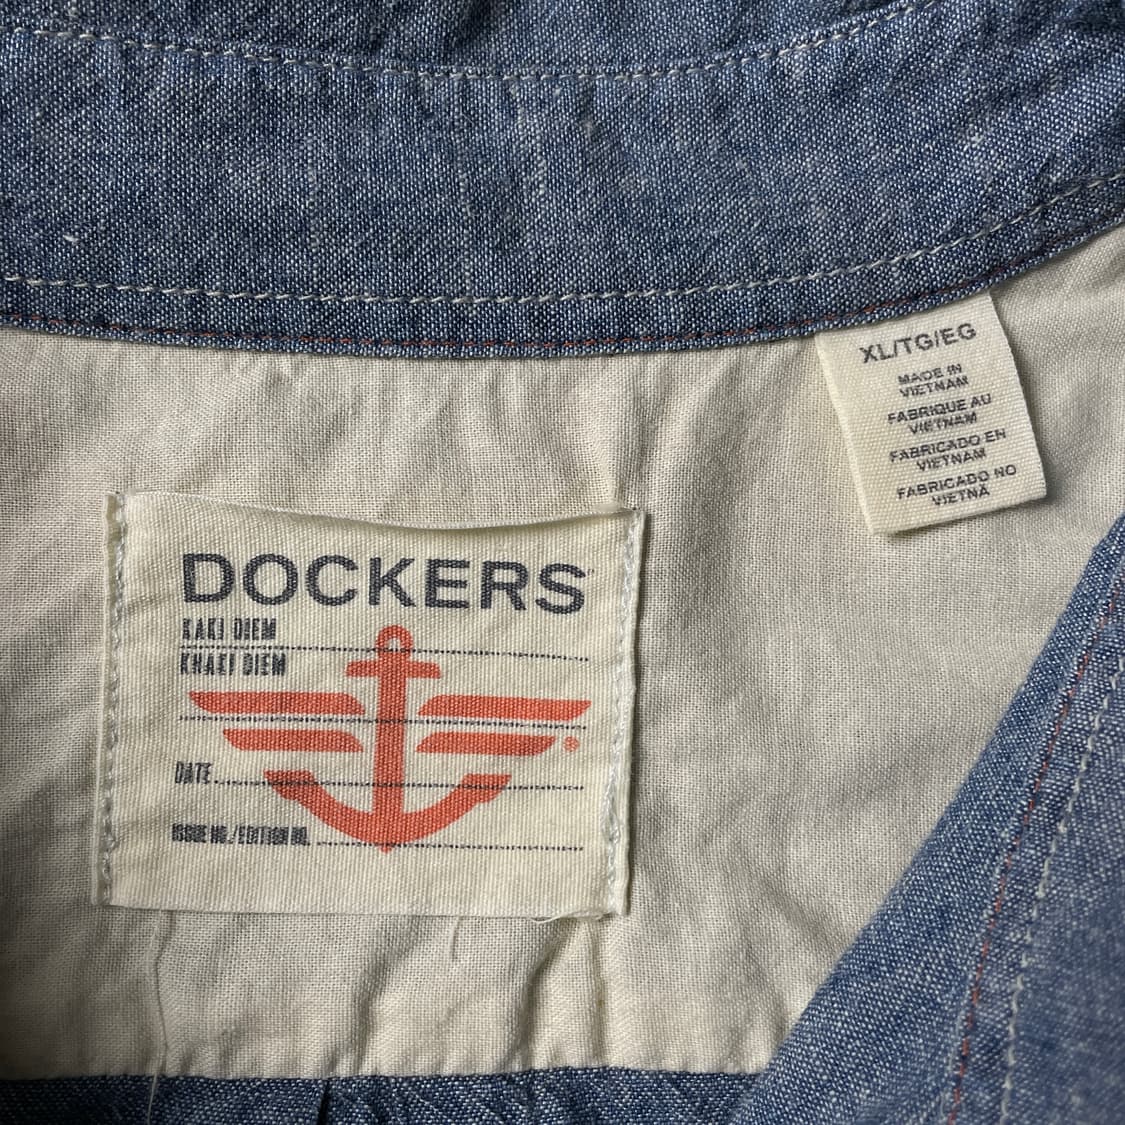 XL/TG/EG
MADE IN
VIETNAM
FABRIQUE AU
VIETNAM
FABRICADO EN
VIETNAM
FABRICADO NO
VIETNÃ
DOCKERS
KAKI DIEM
KHAKI DIEM
®
DATE
ISSUE NO./EDITION NO.